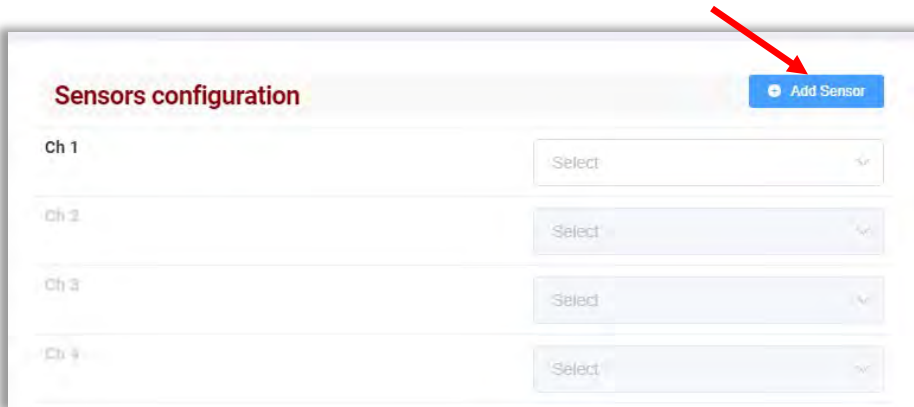 Sensors configuration
Add Sensor
Ch 1
Select
Ch 2
Select
Ch 3
Select
Ch 4
Select